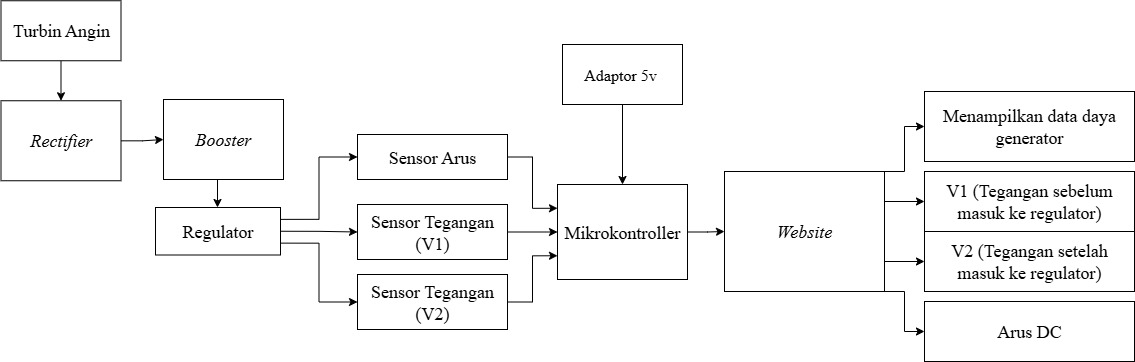 Turbin Angin
Rectifier
Booster
Regulator
Sensor Arus
Sensor Tegangan
(V1)
Sensor Tegangan
(V2)
Adaptor 5v
Mikrokontroller
Website
Menampilkan data daya
generator
V1 (Tegangan sebelum
masuk ke regulator)
V2 (Tegangan setelah
masuk ke regulator)
Arus DC